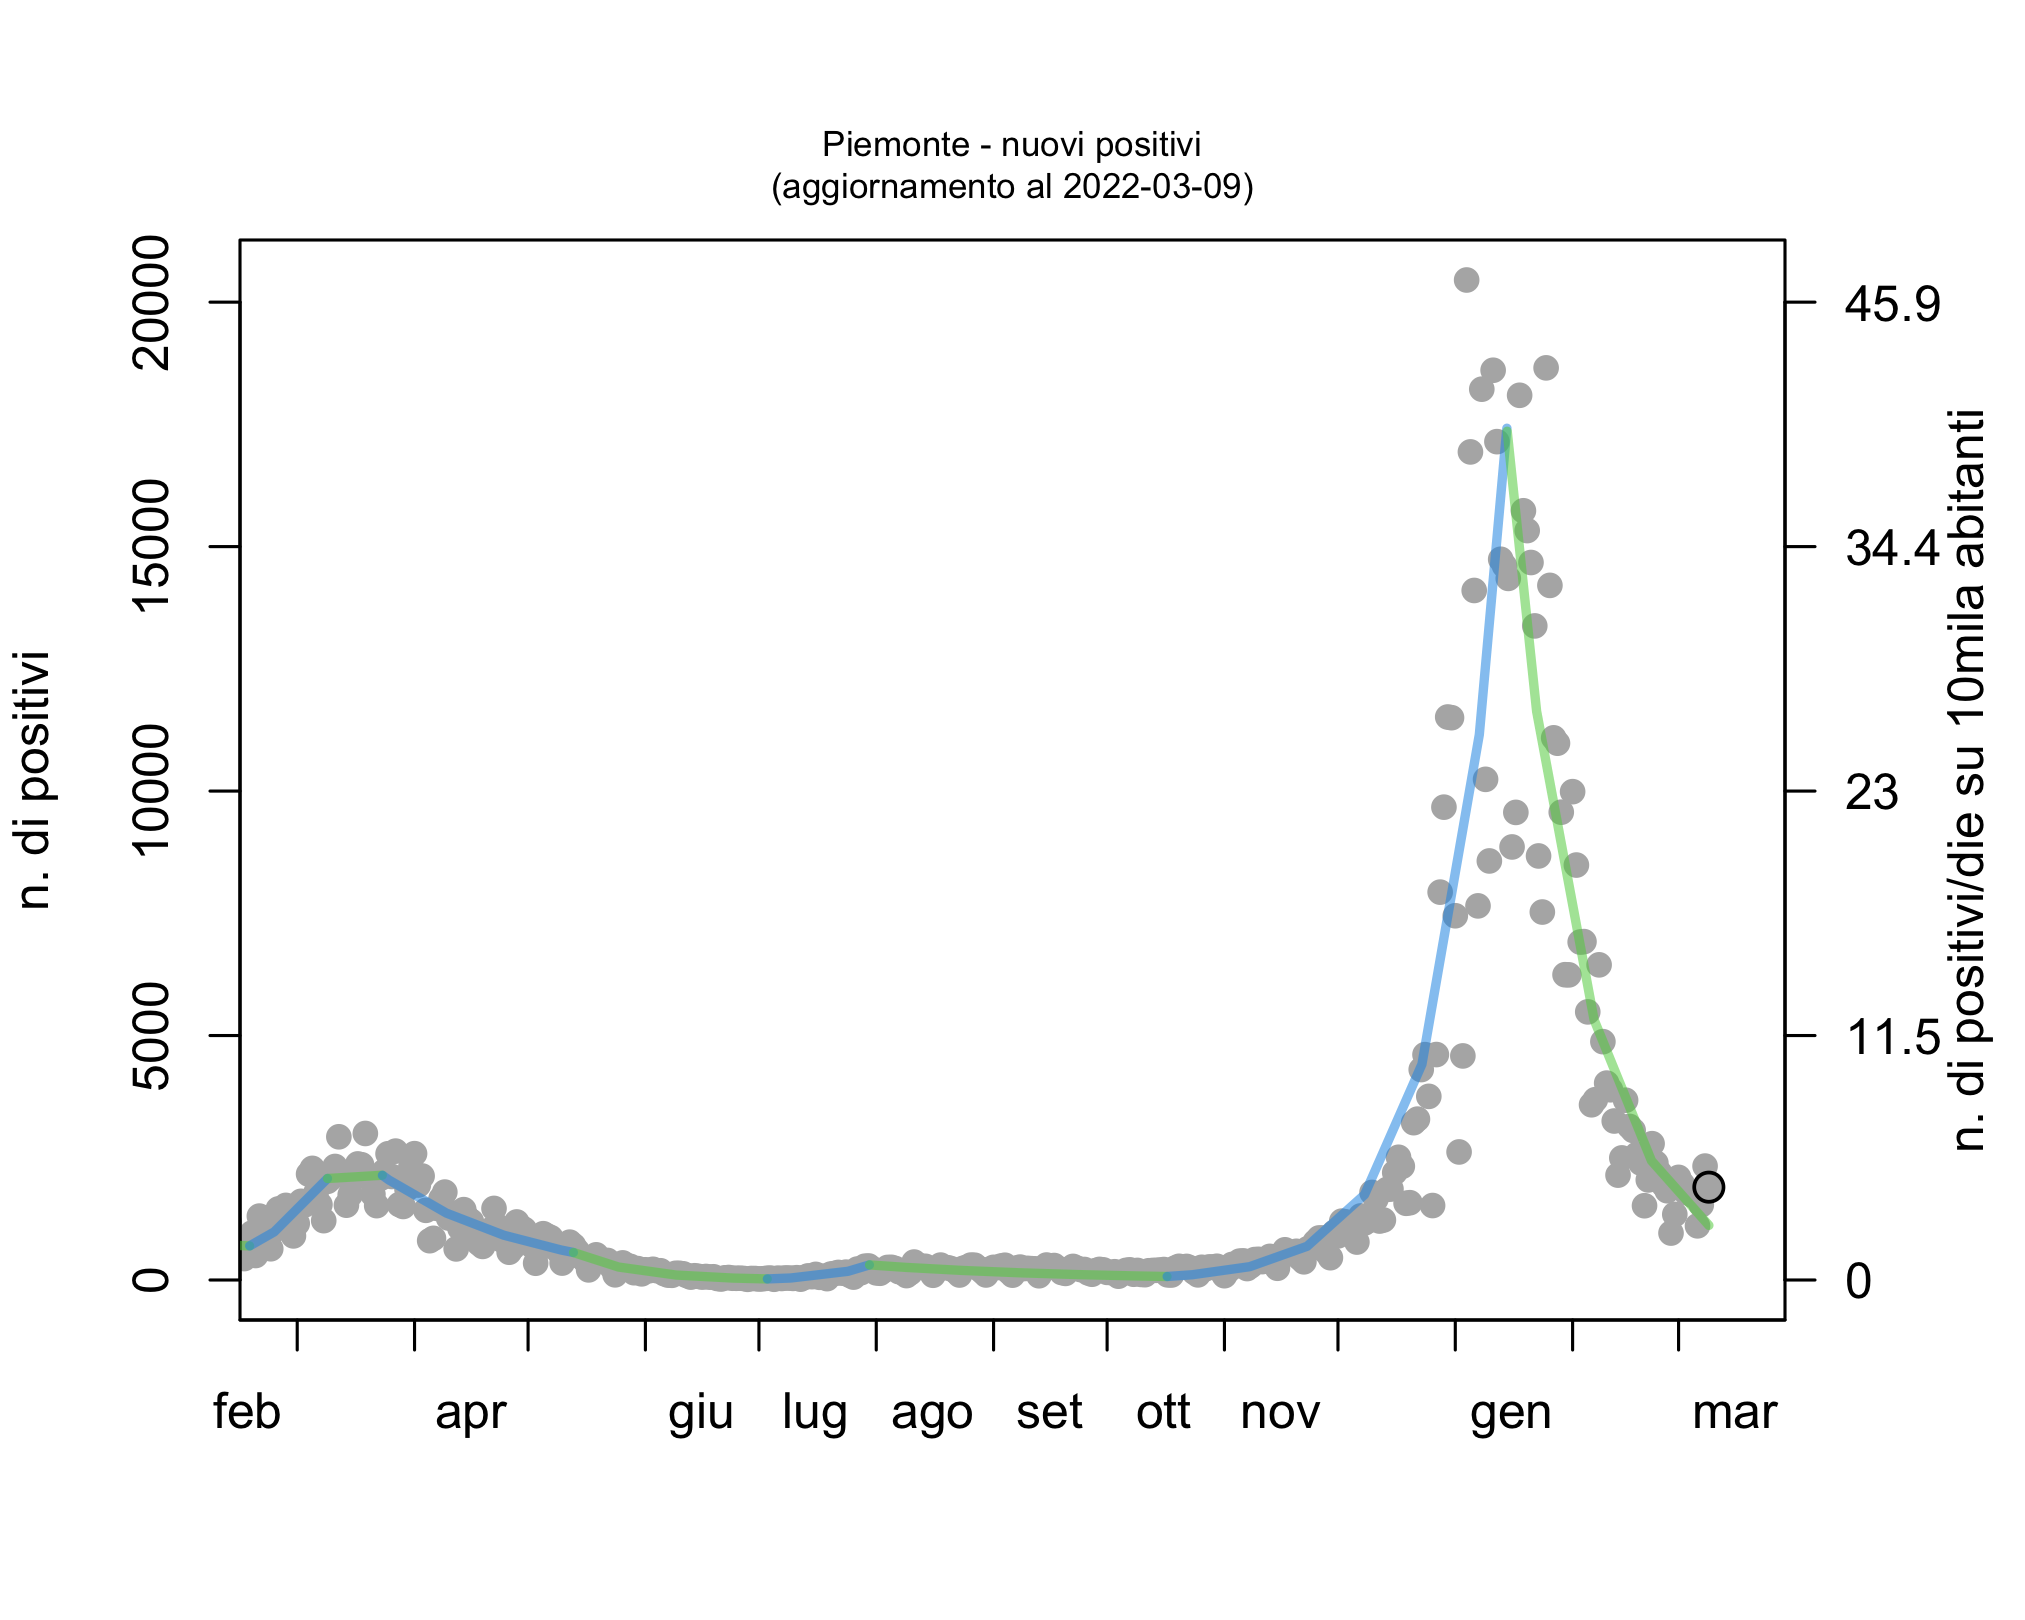 Piemonte - nuovi positivi
(aggiornamento al 2022-03-09)
n. di positivi
20000
15000
10000
5000
0
45.9
34.4
23
11.5
0
n. di positivi/die su 10mila abitanti
feb apr giu lug ago set ott nov gen mar